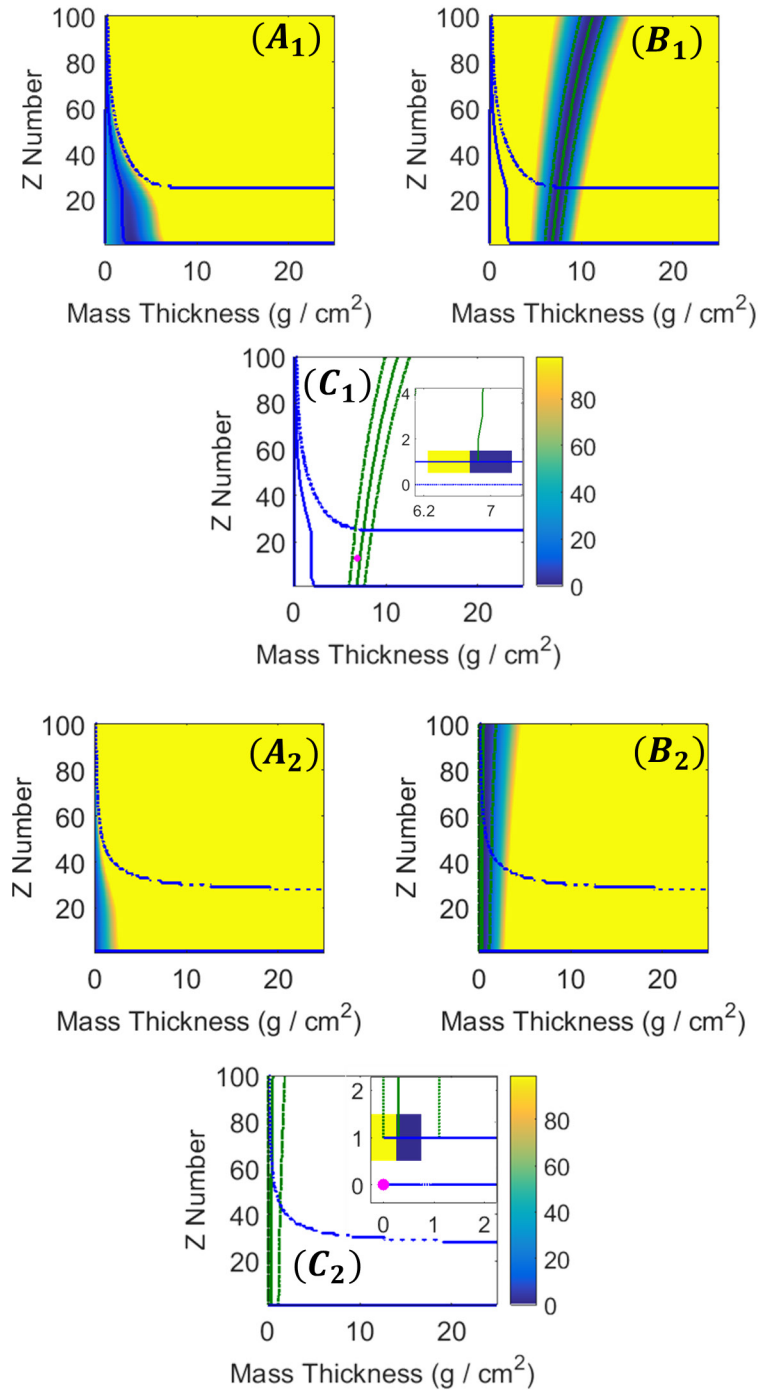 (A₁) (B₁)
100 100
80 80
60 60
40 40
20 20
Z Number Z Number
0 10 20 0 10 20
Mass Thickness (g / cm²) Mass Thickness (g / cm²)
(C₁)
100
80
60
40
20
Z Number
4
2
0
6.2 7
80
60
40
20
0
0 10 20
Mass Thickness (g / cm²)
(A₂) (B₂)
100 100
80 80
60 60
40 40
20 20
Z Number Z Number
0 10 20 0 10 20
Mass Thickness (g / cm²) Mass Thickness (g / cm²)
100
80
60
40
20
Z Number
2
1
0
0 1 2
(C₂)
80
60
40
20
0
0 10 20
Mass Thickness (g / cm²)